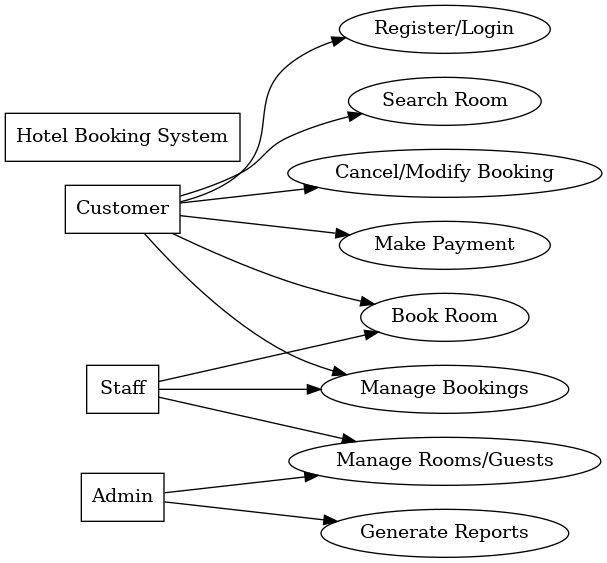 Register/Login
Search Room
Hotel Booking System
Cancel/Modify Booking
Customer
Make Payment
Book Room
Staff
Manage Bookings
Manage Rooms/Guests
Admin
Generate Reports